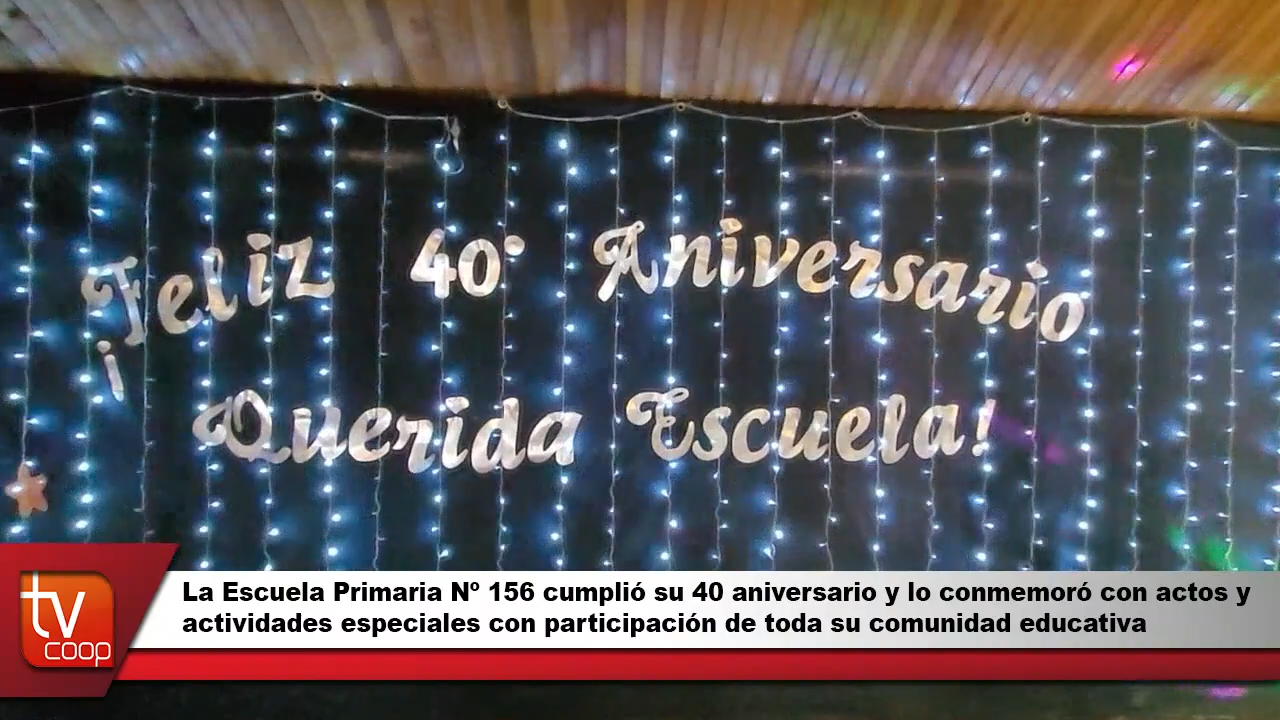 ¡Feliz 40° Aniversario
Querida Escuela!
La Escuela Primaria Nº 156 cumplió su 40 aniversario y lo conmemoró con actos y
actividades especiales con participación de toda su comunidad educativa
tv
coop